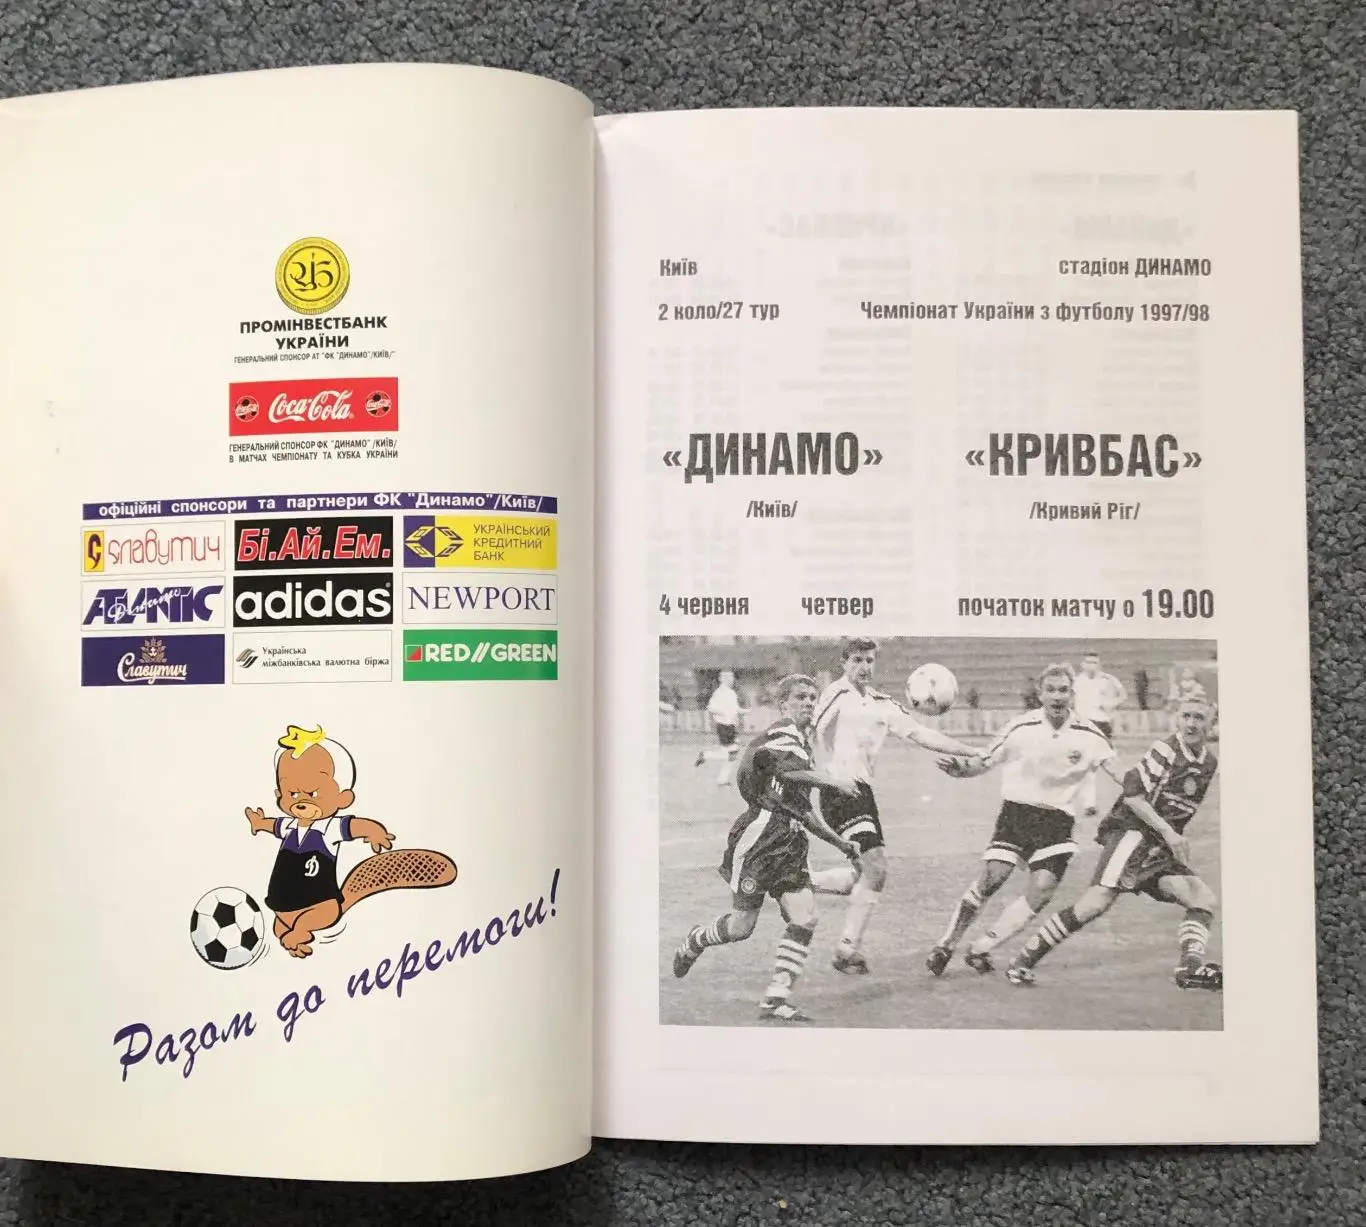 ПРОМІНВЕСТБАНК
УКРАЇНИ
ГЕНЕРАЛЬНИЙ СПОНСОР АТ "ФК "ДИНАМО"/КИЇВ/"
Coca-Cola
ГЕНЕРАЛЬНИЙ СПОНСОР ФК "ДИНАМО" /КИЇВ/
В МАТЧАХ ЧЕМПІОНАТУ ТА КУБКА УКРАЇНИ
офіційні спонсори та партнери ФК "Динамо"/Київ/
Славутич
Бі.Ай.Ем.
УКРАЇНСЬКИЙ
КРЕДИТНИЙ
БАНК
ATLANTIC
Динамо
adidas
NEWPORT
Славутич
Українська
міжбанківська валютна біржа
RED//GREEN
Д
Разом до перемоги!
Київ
стадіон ДИНАМО
2 коло/27 тур
Чемпіонат України з футболу 1997/98
«ДИНАМО»
«КРИВБАС»
/Київ/
/Кривий Ріг/
4 червня четвер початок матчу о 19.00